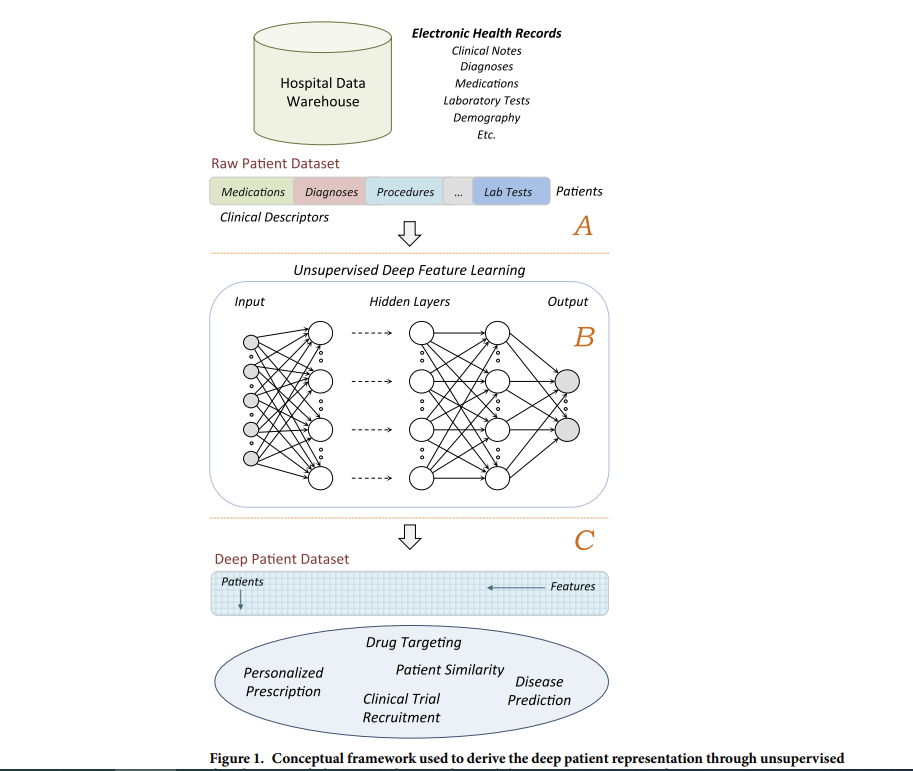 Electronic Health Records
Clinical Notes
Diagnoses
Medications
Laboratory Tests
Demography
Etc.
Hospital Data
Warehouse
Raw Patient Dataset
Medications Diagnoses Procedures ... Lab Tests Patients
Clinical Descriptors
A
Unsupervised Deep Feature Learning
Input Hidden Layers Output
B
C
Deep Patient Dataset
Patients Features
Drug Targeting
Patient Similarity
Personalized
Prescription
Disease
Prediction
Clinical Trial
Recruitment
Figure 1. Conceptual framework used to derive the deep patient representation through unsupervised